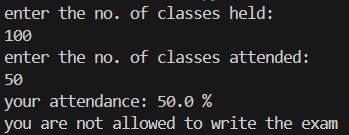 enter the no. of classes held:
100
enter the no. of classes attended:
50
your attendance: 50.0 %
you are not allowed to write the exam